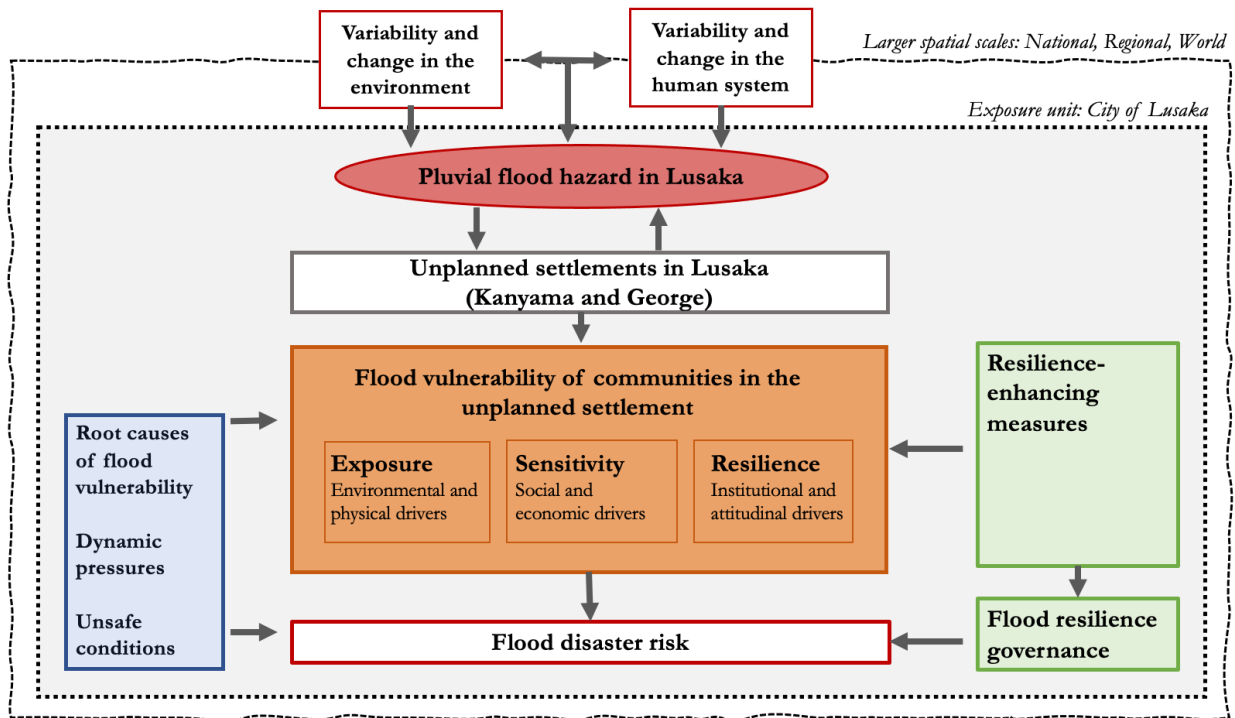 Variability and
change in the
environment
Variability and
change in the
human system
Larger spatial scales: National, Regional, World
Exposure unit: City of Lusaka
Pluvial flood hazard in Lusaka
Unplanned settlements in Lusaka
(Kanyama and George)
Flood vulnerability of communities in the
unplanned settlement
Exposure
Environmental and
physical drivers
Sensitivity
Social and
economic drivers
Resilience
Institutional and
attitudinal drivers
Root causes
of flood
vulnerability
Dynamic
pressures
Unsafe
conditions
Resilience-
enhancing
measures
Flood resilience
governance
Flood disaster risk